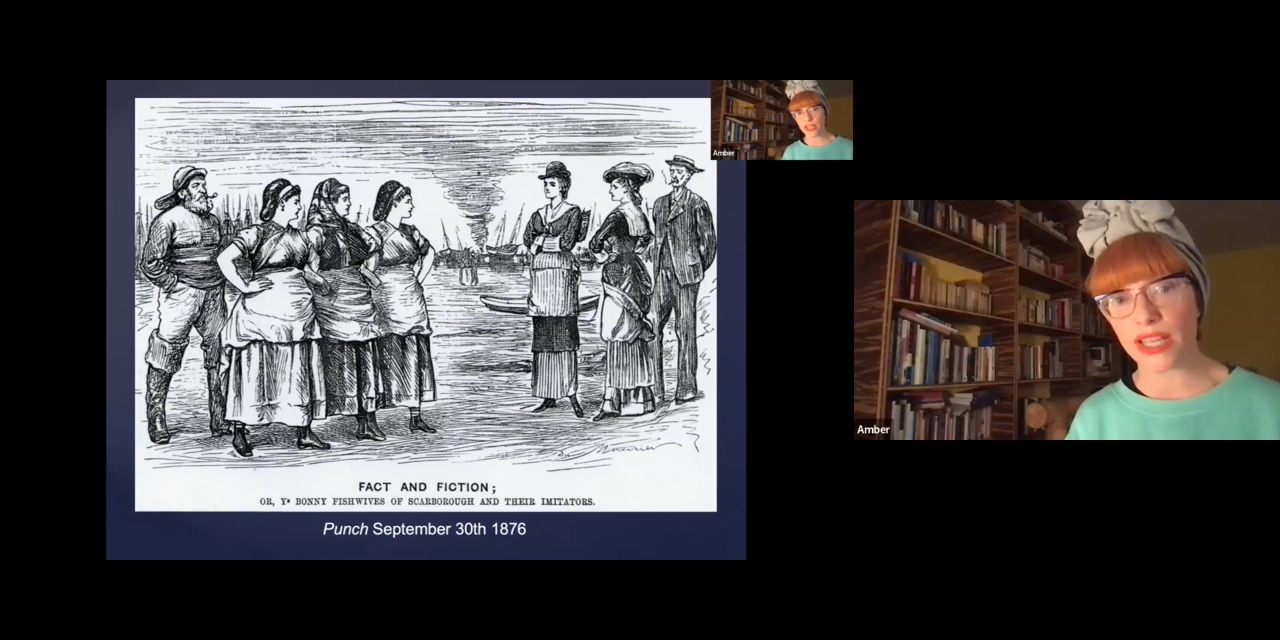 Amber
FACT AND FICTION;
OR, Yᵉ BONNY FISHWIVES OF SCARBOROUGH AND THEIR IMITATORS.
Punch September 30th 1876
Amber